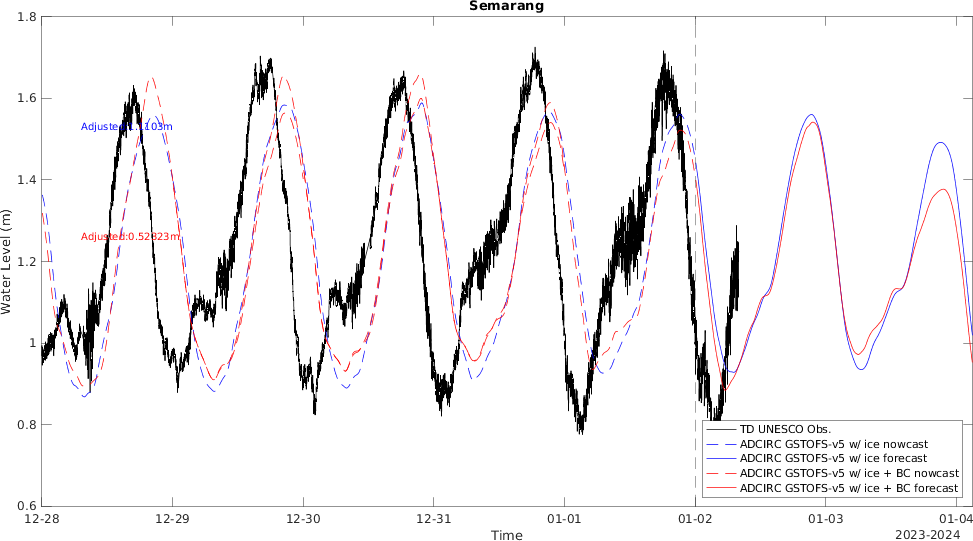 Semarang
1.8
1.6
1.4
1.2
1
0.8
0.6
Water Level (m)
Adjusted:0.52823m
12-28
12-29
12-30
12-31
01-01
01-02
01-03
01-04
Time
2023-2024
TD UNESCO Obs.
ADCIRC GSTOFS-v5 w/ ice nowcast
ADCIRC GSTOFS-v5 w/ ice forecast
ADCIRC GSTOFS-v5 w/ ice + BC nowcast
ADCIRC GSTOFS-v5 w/ ice + BC forecast